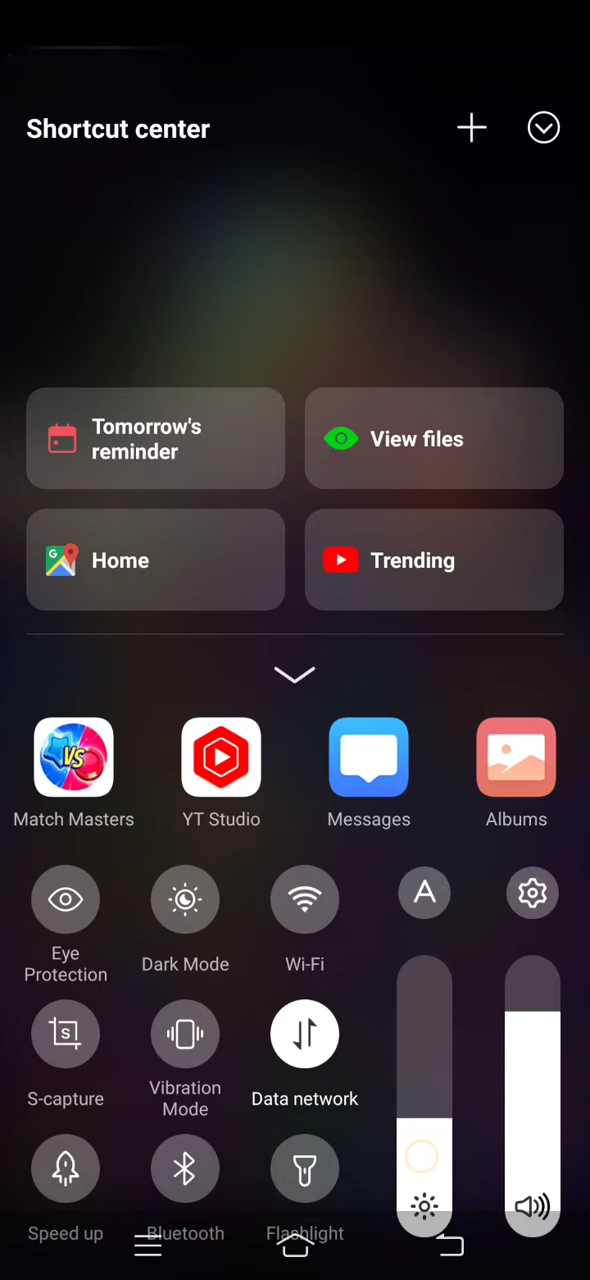 Shortcut center
Tomorrow's
reminder
View files
G
Home
Trending
VS
Match Masters
YT Studio
Messages
Albums
A
Eye
Protection
Dark Mode
Wi-Fi
S
S-capture
Vibration
Mode
Data network
Speed up
Bluetooth
Flashlight